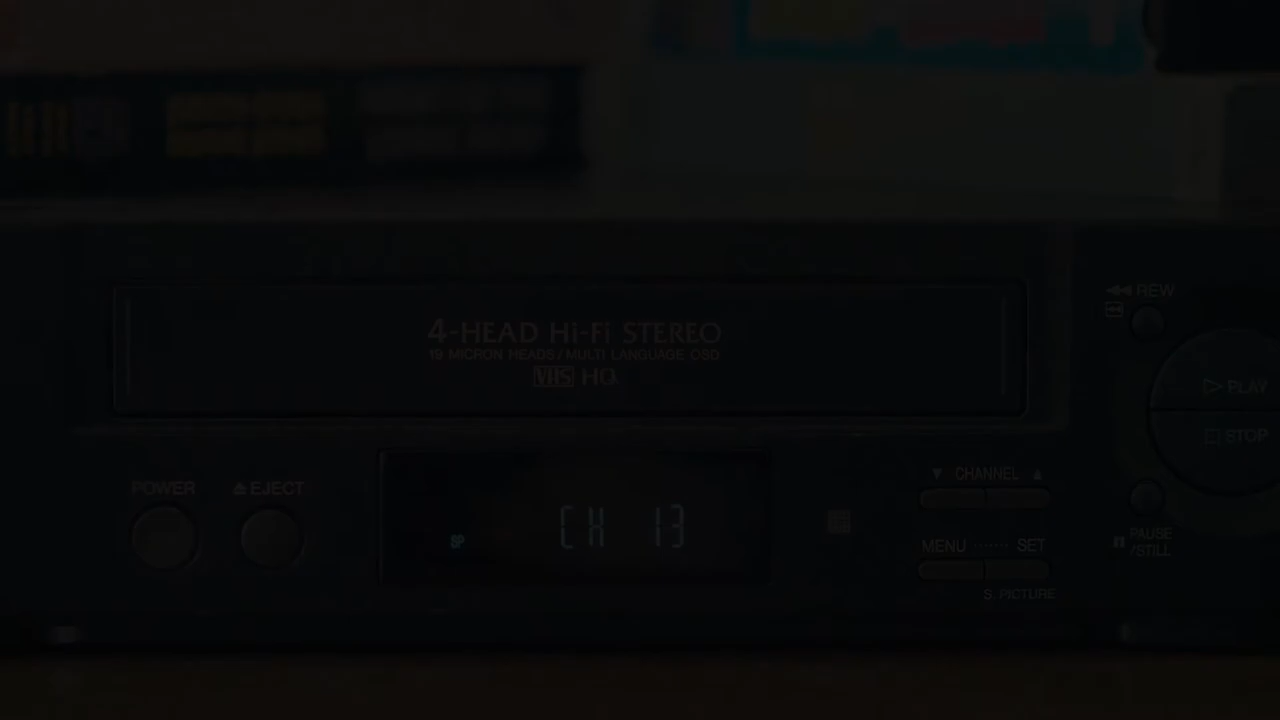 4-HEAD Hi-Fi STEREO
19 MICRON HEADS/MULTI LANGUAGE OSD
VHS HQ
REW
PLAY
STOP
POWER
EJECT
CHANNEL
SP
CH 13
MENU SET
S. PICTURE
PAUSE
/STILL